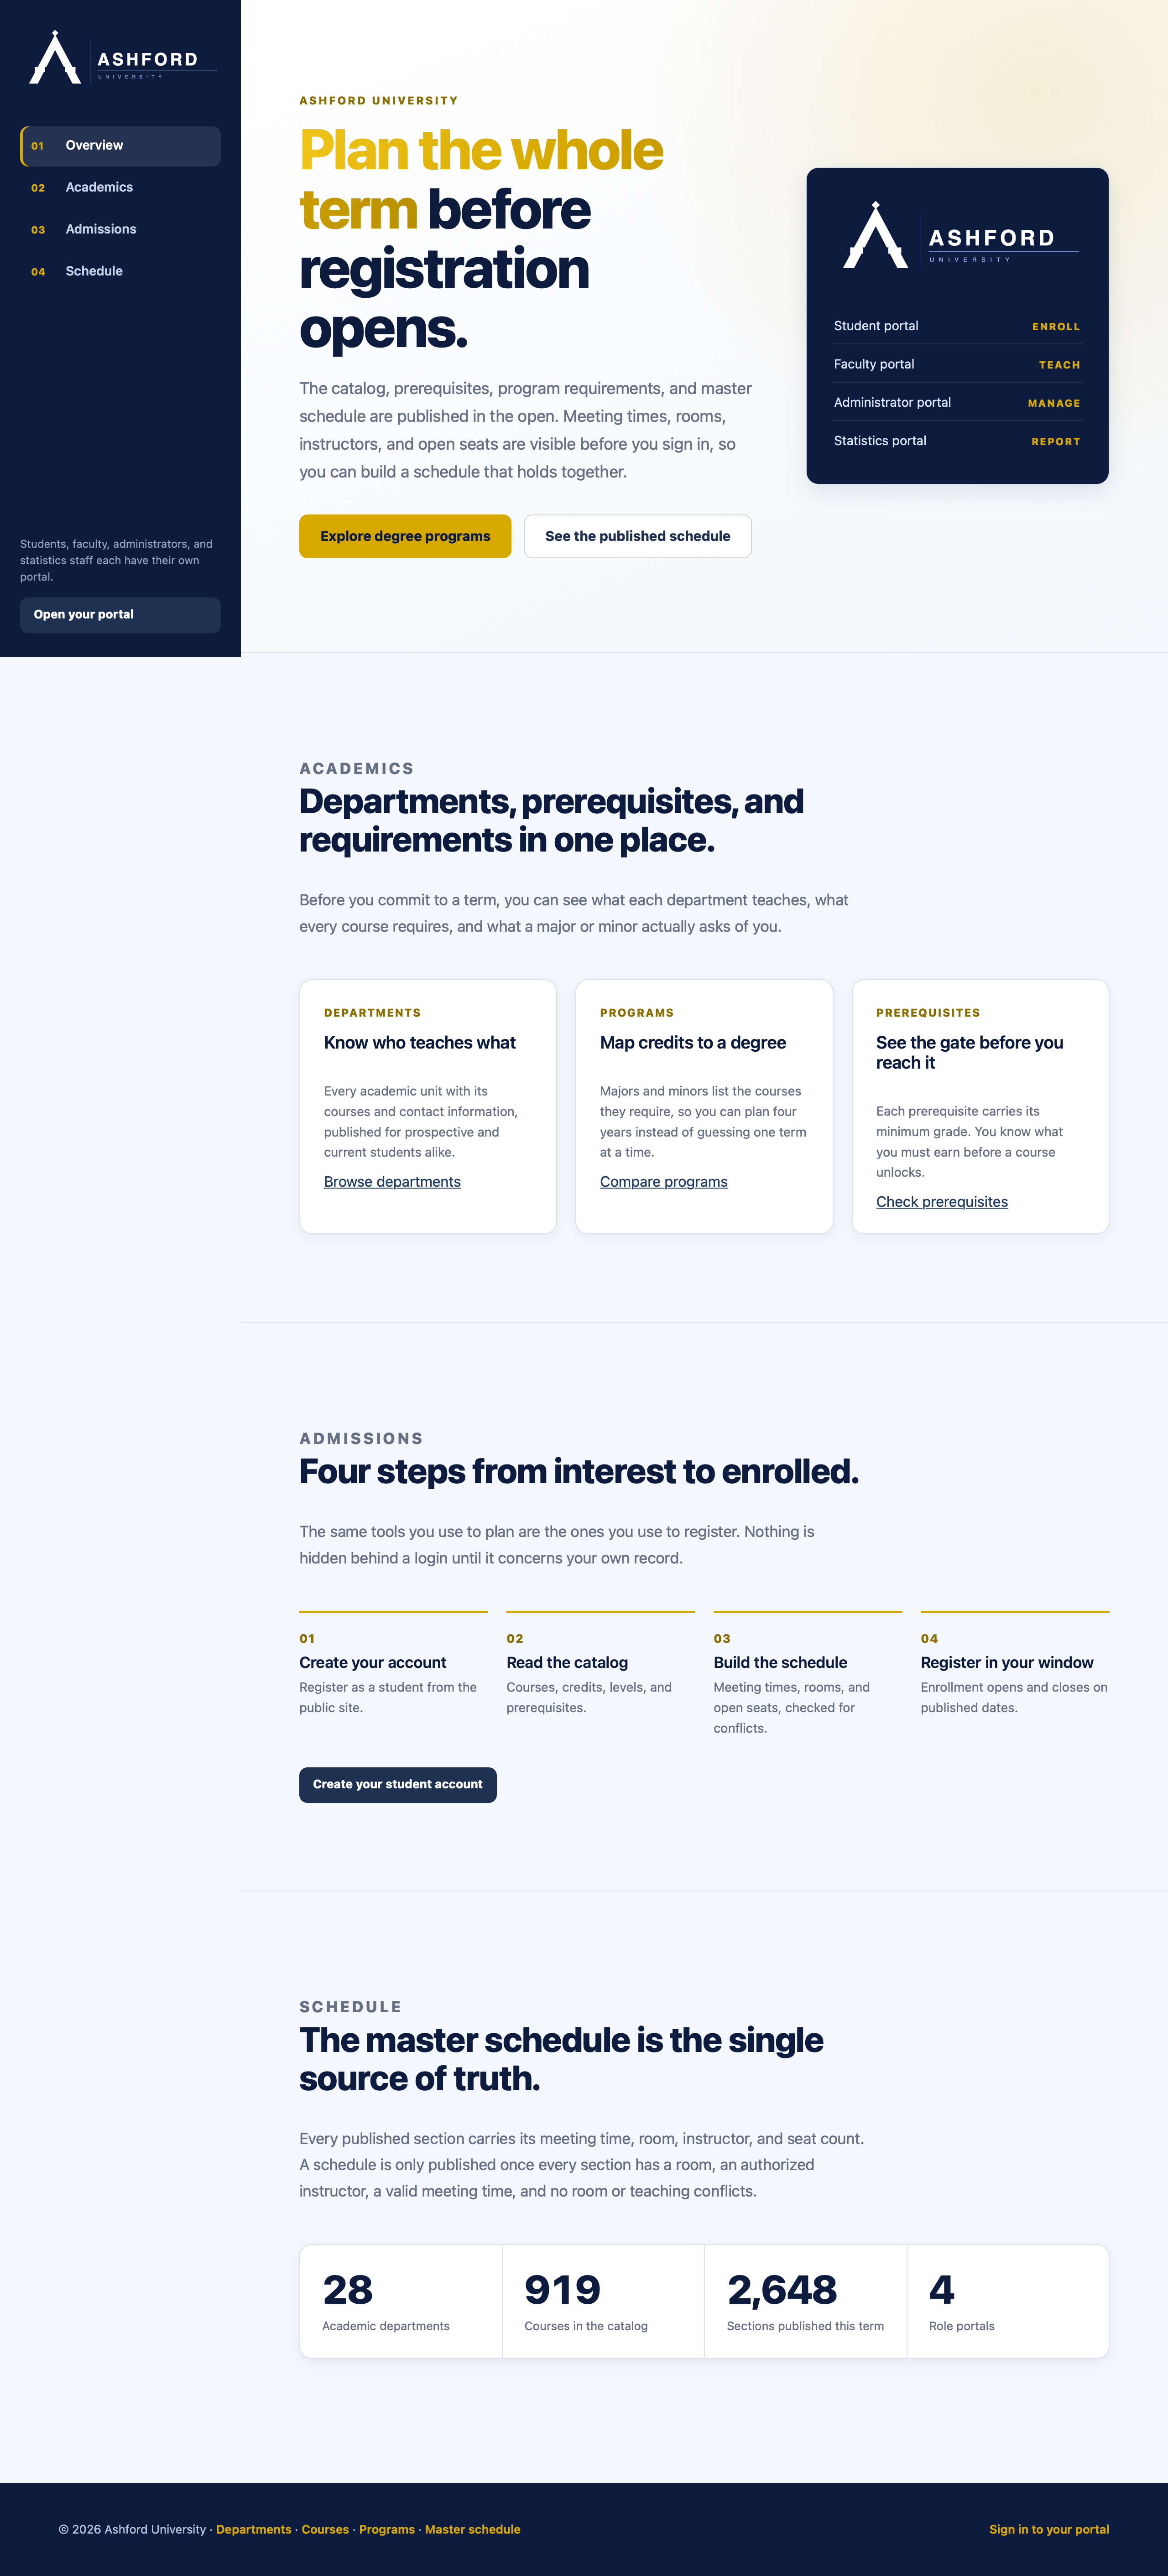 ASHFORD
UNIVERSITY
01 Overview
02 Academics
03 Admissions
04 Schedule
Students, faculty, administrators, and
statistics staff each have their own
portal.
Open your portal
ASHFORD UNIVERSITY
Plan the whole
term before
registration
opens.
The catalog, prerequisites, program requirements, and master
schedule are published in the open. Meeting times, rooms,
instructors, and open seats are visible before you sign in, so
you can build a schedule that holds together.
Explore degree programs
See the published schedule
ASHFORD
UNIVERSITY
Student portal ENROLL
Faculty portal TEACH
Administrator portal MANAGE
Statistics portal REPORT
ACADEMICS
Departments, prerequisites, and
requirements in one place.
Before you commit to a term, you can see what each department teaches, what
every course requires, and what a major or minor actually asks of you.
DEPARTMENTS
Know who teaches what
Every academic unit with its
courses and contact information,
published for prospective and
current students alike.
Browse departments
PROGRAMS
Map credits to a degree
Majors and minors list the courses
they require, so you can plan four
years instead of guessing one term
at a time.
Compare programs
PREREQUISITES
See the gate before you
reach it
Each prerequisite carries its
minimum grade. You know what
you must earn before a course
unlocks.
Check prerequisites
ADMISSIONS
Four steps from interest to enrolled.
The same tools you use to plan are the ones you use to register. Nothing is
hidden behind a login until it concerns your own record.
01
Create your account
Register as a student from the
public site.
02
Read the catalog
Courses, credits, levels, and
prerequisites.
03
Build the schedule
Meeting times, rooms, and
open seats, checked for
conflicts.
04
Register in your window
Enrollment opens and closes on
published dates.
Create your student account
SCHEDULE
The master schedule is the single
source of truth.
Every published section carries its meeting time, room, instructor, and seat count.
A schedule is only published once every section has a room, an authorized
instructor, a valid meeting time, and no room or teaching conflicts.
28
Academic departments
919
Courses in the catalog
2,648
Sections published this term
4
Role portals
© 2026 Ashford University · Departments · Courses · Programs · Master schedule
Sign in to your portal